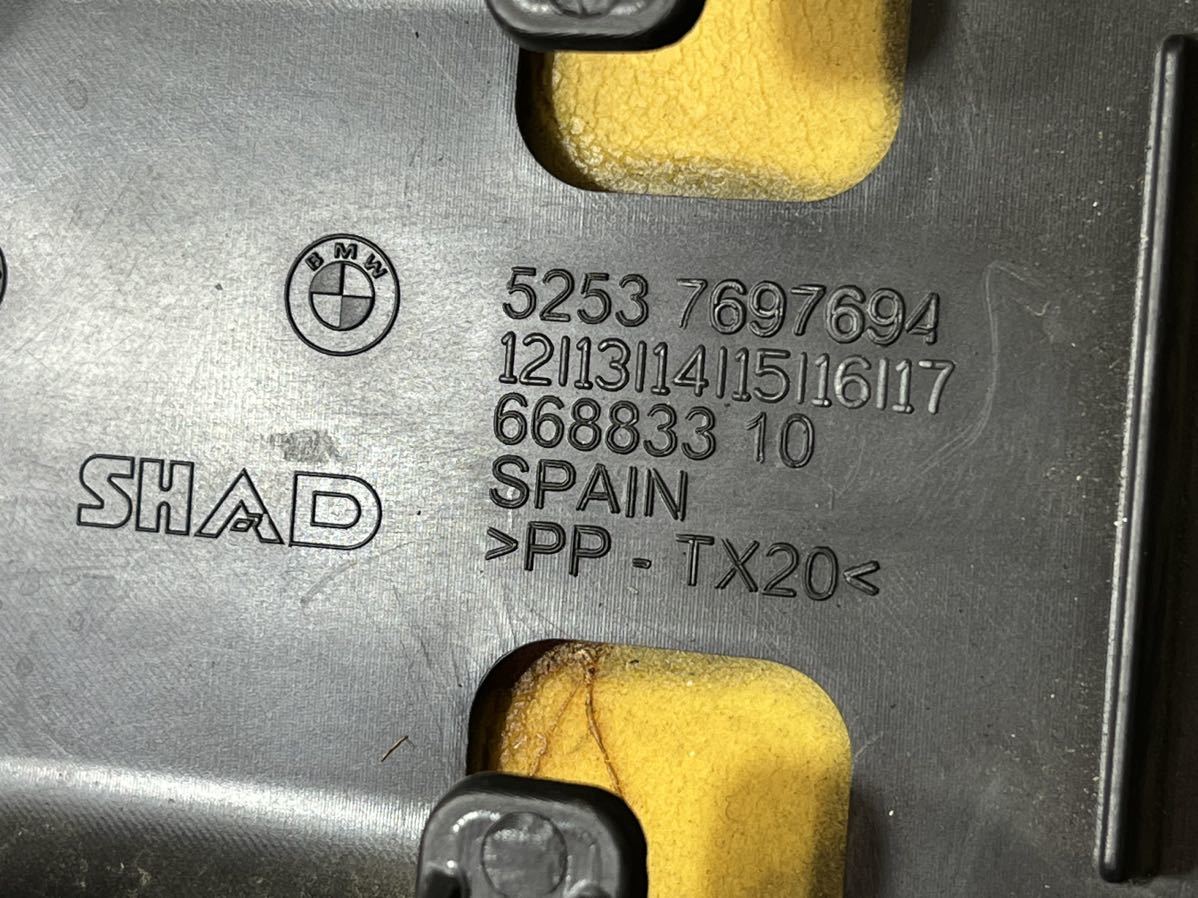 BMW
5253 7697694
12|13|14|15|16|17
668833 10
SPAIN
>PP - TX20<
SHAD